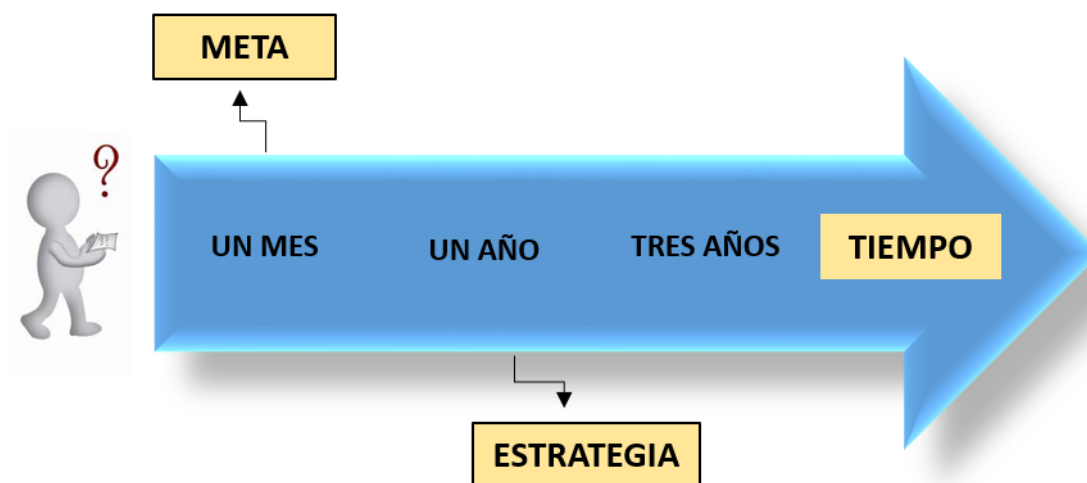 META
?
UN MES
UN AÑO
TRES AÑOS
TIEMPO
ESTRATEGIA